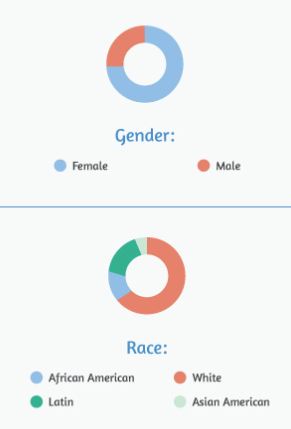 Gender:
Female Male
Race:
African American White
Latin Asian American